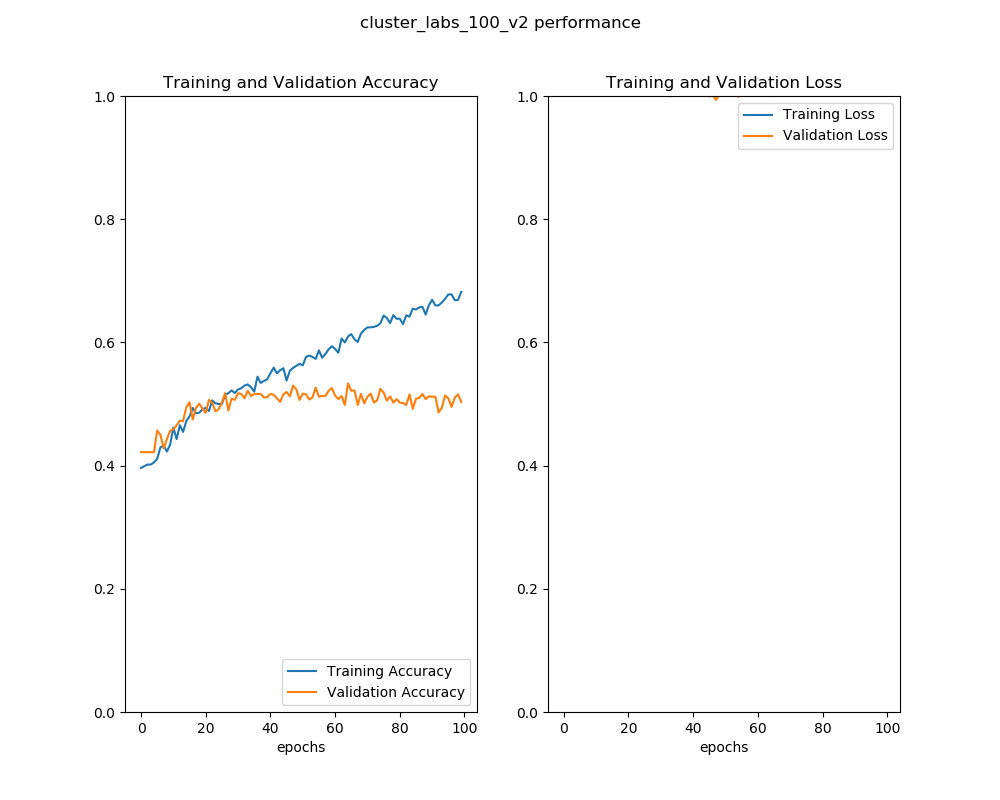 cluster_labs_100_v2 performance
Training and Validation Accuracy
1.0
0.8
0.6
0.4
0.2
0.0
0 20 40 60 80 100
epochs
Training Accuracy
Validation Accuracy
Training and Validation Loss
1.0
0.8
0.6
0.4
0.2
0.0
0 20 40 60 80 100
epochs
Training Loss
Validation Loss